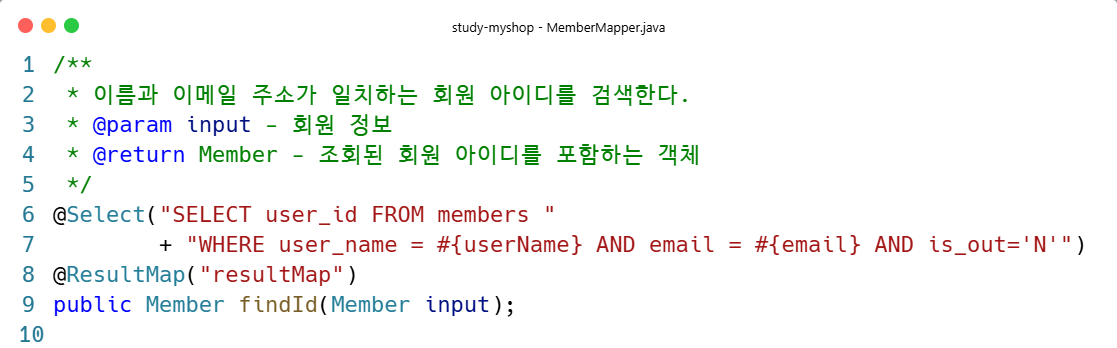 study-myshop - MemberMapper.java
1 /**
2  * 이름과 이메일 주소가 일치하는 회원 아이디를 검색한다.
3  * @param input - 회원 정보
4  * @return Member - 조회된 회원 아이디를 포함하는 객체
5  */
6 @Select("SELECT user_id FROM members "
7         + "WHERE user_name = #{userName} AND email = #{email} AND is_out='N'")
8 @ResultMap("resultMap")
9 public Member findId(Member input);
10